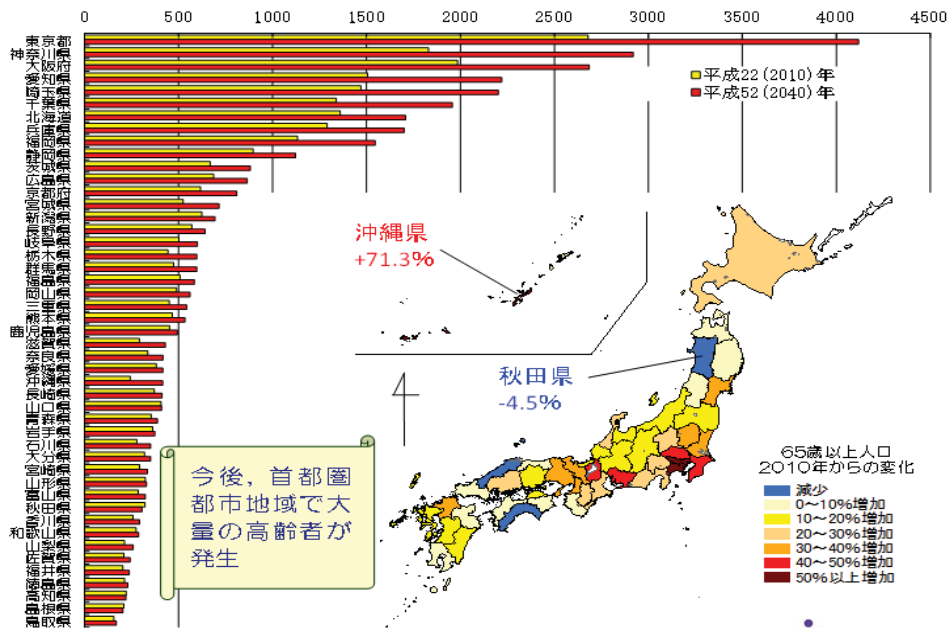 0 500 1000 1500 2000 2500 3000 3500 4000 4500
東京都
神奈川県
大阪府
愛知県
埼玉県
千葉県
北海道
兵庫県
福岡県
静岡県
茨城県
広島県
京都府
宮城県
新潟県
長野県
岐阜県
栃木県
群馬県
福島県
岡山県
三重県
熊本県
鹿児島県
滋賀県
奈良県
愛媛県
沖縄県
長崎県
山口県
青森県
岩手県
石川県
大分県
宮崎県
山形県
富山県
秋田県
香川県
和歌山県
山梨県
佐賀県
福井県
徳島県
高知県
島根県
鳥取県
平成22(2010)年
平成52(2040)年
沖縄県
+71.3%
秋田県
-4.5%
今後，首都圏
都市地域で大
量の高齢者が
発生
65歳以上人口
2010年からの変化
減少
0～10%増加
10～20%増加
20～30%増加
30～40%増加
40～50%増加
50%以上増加